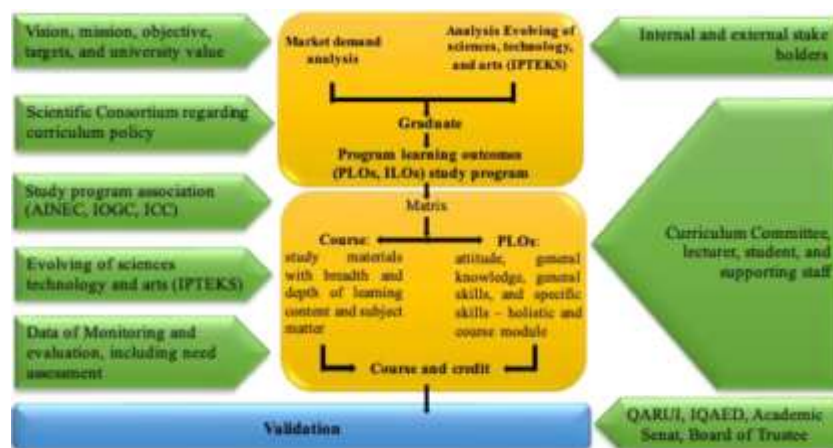 Vision, mission, objective,
targets, and university value
Scientific Consortium regarding
curriculum policy
Study program association
(AINEC, IOGC, ICC)
Evolving of sciences
technology and arts (IPTEKS)
Data of Monitoring and
evaluation, including need
assessment
Market demand
analysis
Analysis Evolving of
sciences, technology,
and arts (IPTEKS)
Graduate
Program learning outcomes
(PLOs, ILOs) study program
Matrix
Course:
study materials
with breadth and
depth of learning
content and subject
matter
PLOs:
attitude, general
knowledge, general
skills, and specific
skills – holistic and
course module
Course and credit
Validation
Internal and external stake
holders
Curriculum Committee,
lecturer, student, and
supporting staff
QARUI, IQAED, Academic
Senat, Board of Trustee